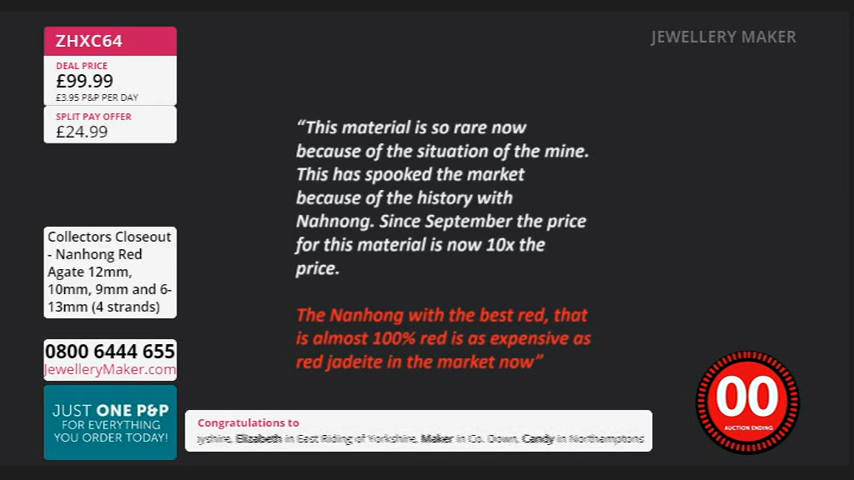 ZHXC64
DEAL PRICE
£99.99
£3.95 P&P PER DAY
SPLIT PAY OFFER
£24.99
JEWELLERY MAKER
“This material is so rare now
because of the situation of the mine.
This has spooked the market
because of the history with
Nahnong. Since September the price
for this material is now 10x the
price.
The Nanhong with the best red, that
is almost 100% red is as expensive as
red jadeite in the market now”
Collectors Closeout
- Nanhong Red
Agate 12mm,
10mm, 9mm and 6-
13mm (4 strands)
0800 6444 655
JewelleryMaker.com
JUST ONE P&P
FOR EVERYTHING
YOU ORDER TODAY!
Congratulations to
yshire, Elizabeth in East Riding of Yorkshire, Maker in Co. Down, Candy in Northamptons
00
AUCTION ENDING